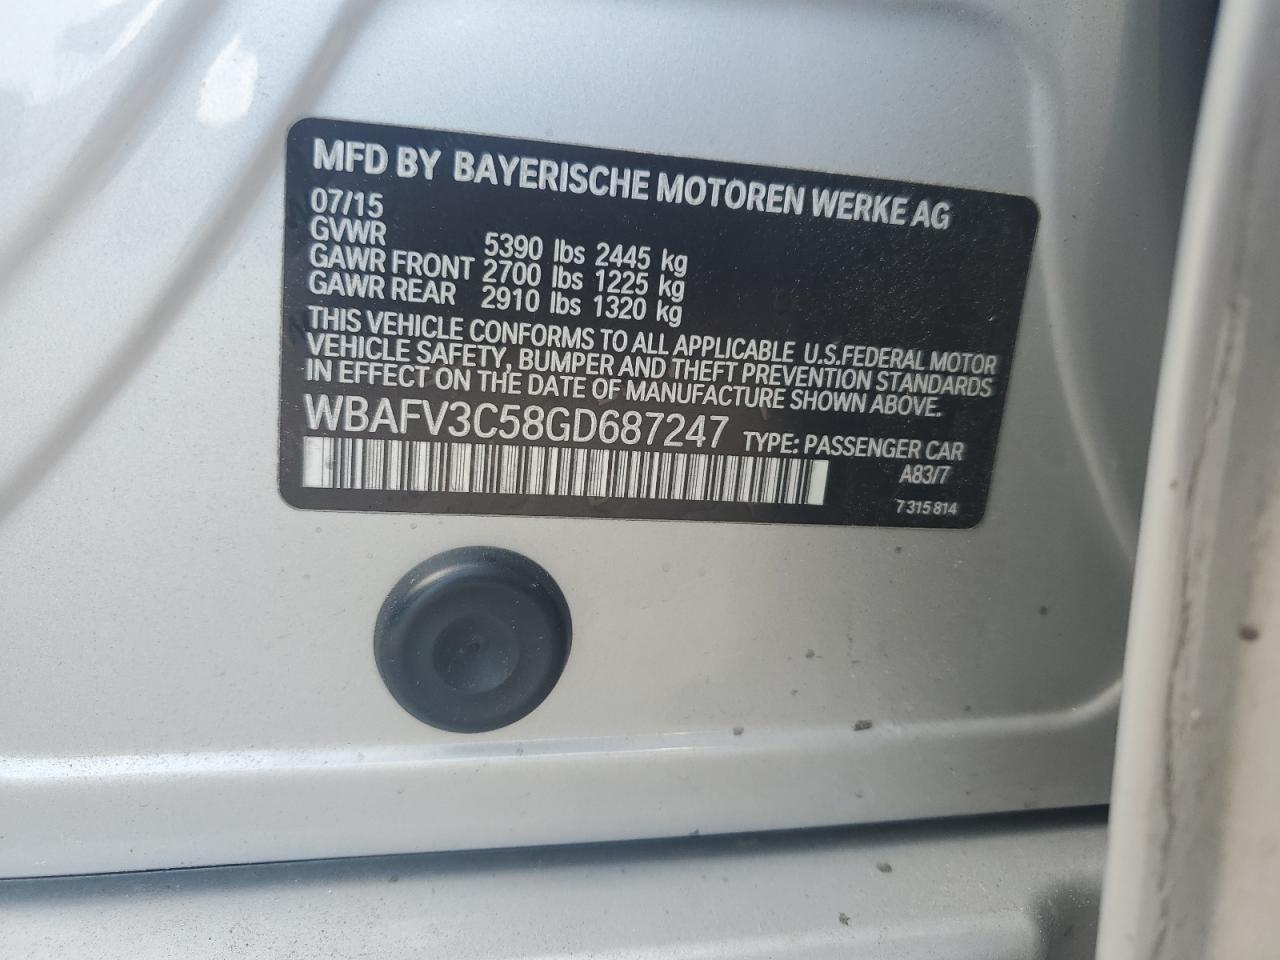 MFD BY BAYERISCHE MOTOREN WERKE AG
07/15
GVWR 5390 lbs 2445 kg
GAWR FRONT 2700 lbs 1225 kg
GAWR REAR 2910 lbs 1320 kg
THIS VEHICLE CONFORMS TO ALL APPLICABLE U.S.FEDERAL MOTOR
VEHICLE SAFETY, BUMPER AND THEFT PREVENTION STANDARDS
IN EFFECT ON THE DATE OF MANUFACTURE SHOWN ABOVE.
WBAFV3C58GD687247 TYPE: PASSENGER CAR
A83/7
7 315 814